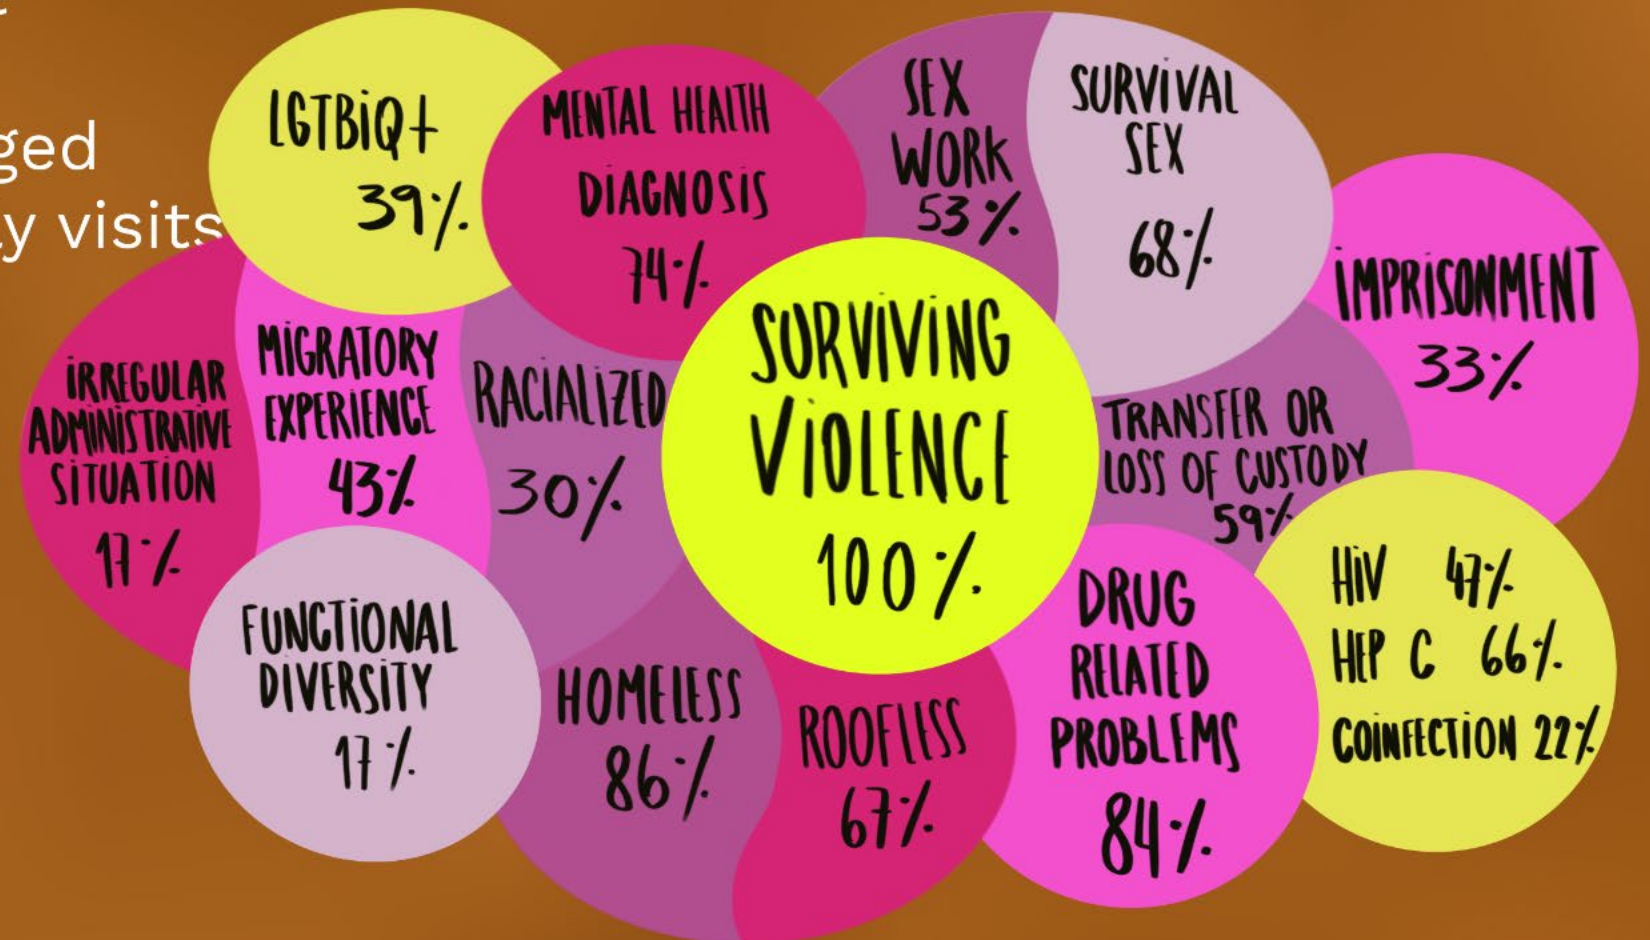 ged
y visits
LGTBiQ+
39%
MENTAL HEALTH
DiAGNOSiS
74%
SEX
WORK
53%
SURViVAL
SEX
68%
iMPRiSONMENT
33%
iRREGULAR
ADMiNiSTRATiVE
SiTUATiON
17%
MiGRATORY
EXPERiENCE
43%
RACiALiZED
30%
SURViViNG
ViOLENCE
100%
TRANSFER OR
LOSS OF CUSTODY
59%
FUNCTiONAL
DiVERSiTY
17%
HOMELESS
86%
ROOFLESS
67%
DRUG
RELATED
PROBLEMS
84%
HiV 47%
HEP C 66%
COiNFECTiON 22%